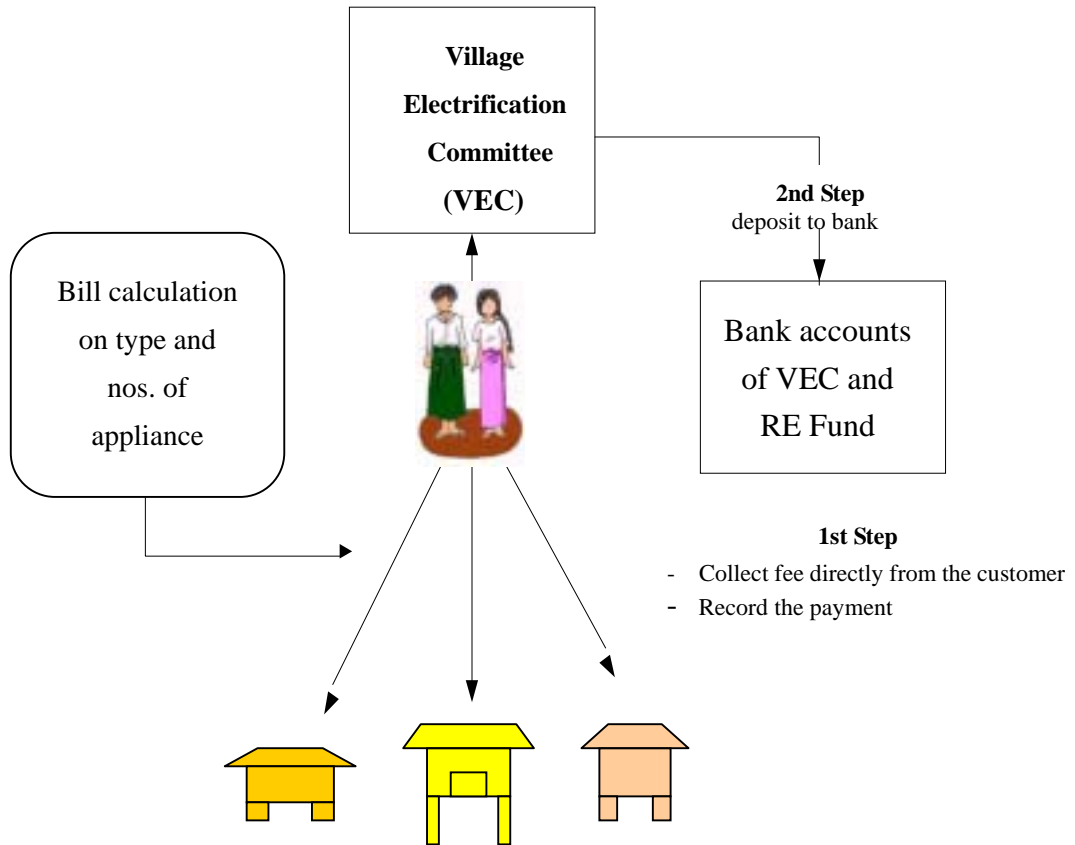 Village
Electrification
Committee
(VEC)
2nd Step
deposit to bank
Bill calculation
on type and
nos. of
appliance
Bank accounts
of VEC and
RE Fund
1st Step
- Collect fee directly from the customer
- Record the payment